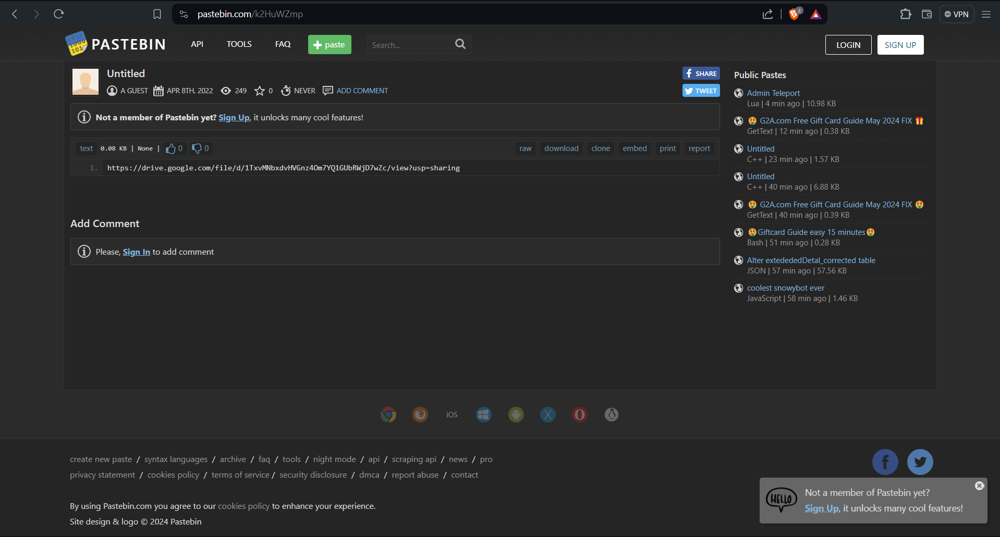 pastebin.com/k2HuWZmp
2
VPN
PASTEBIN
API
TOOLS
FAQ
paste
Search...
LOGIN
SIGN UP
Untitled
A GUEST APR 8TH, 2022 249 0 NEVER ADD COMMENT
SHARE
TWEET
Not a member of Pastebin yet? Sign Up, it unlocks many cool features!
text 0.08 KB | None | 0 0
raw download clone embed print report
1. https://drive.google.com/file/d/1TxvMNbxdvHVGnz4Om7YQ1GUbRWjD7wZc/view?usp=sharing
Add Comment
Please, Sign In to add comment
Public Pastes
Admin Teleport
Lua | 4 min ago | 10.98 KB
🤑 G2A.com Free Gift Card Guide May 2024 FIX 🎁
GetText | 12 min ago | 0.38 KB
Untitled
C++ | 23 min ago | 1.57 KB
Untitled
C++ | 40 min ago | 6.88 KB
🤑 G2A.com Free Gift Card Guide May 2024 FIX 🤑
GetText | 40 min ago | 0.39 KB
🤑Giftcard Guide easy 15 minutes🤑
Bash | 51 min ago | 0.28 KB
Alter extedededDetal_corrected table
JSON | 57 min ago | 57.56 KB
coolest snowybot ever
JavaScript | 58 min ago | 1.46 KB
iOS
create new paste / syntax languages / archive / faq / tools / night mode / api / scraping api / news / pro
privacy statement / cookies policy / terms of service / security disclosure / dmca / report abuse / contact
By using Pastebin.com you agree to our cookies policy to enhance your experience.
Site design & logo © 2024 Pastebin
HELLO
Not a member of Pastebin yet?
Sign Up, it unlocks many cool features!